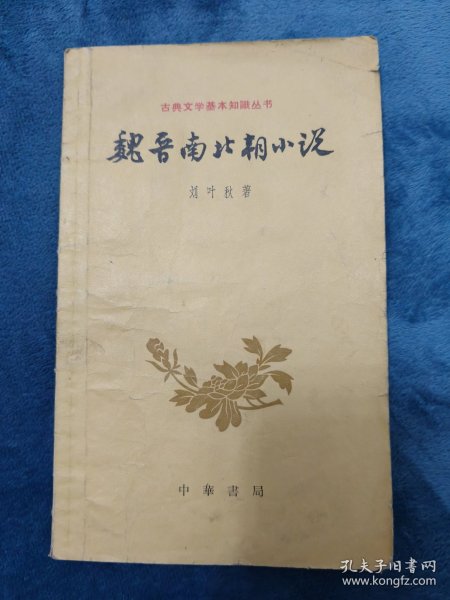 古典文学基本知識丛书
魏晋南北朝小说
刘叶秋著
中華書局
孔夫子旧书网
www.kongfz.com